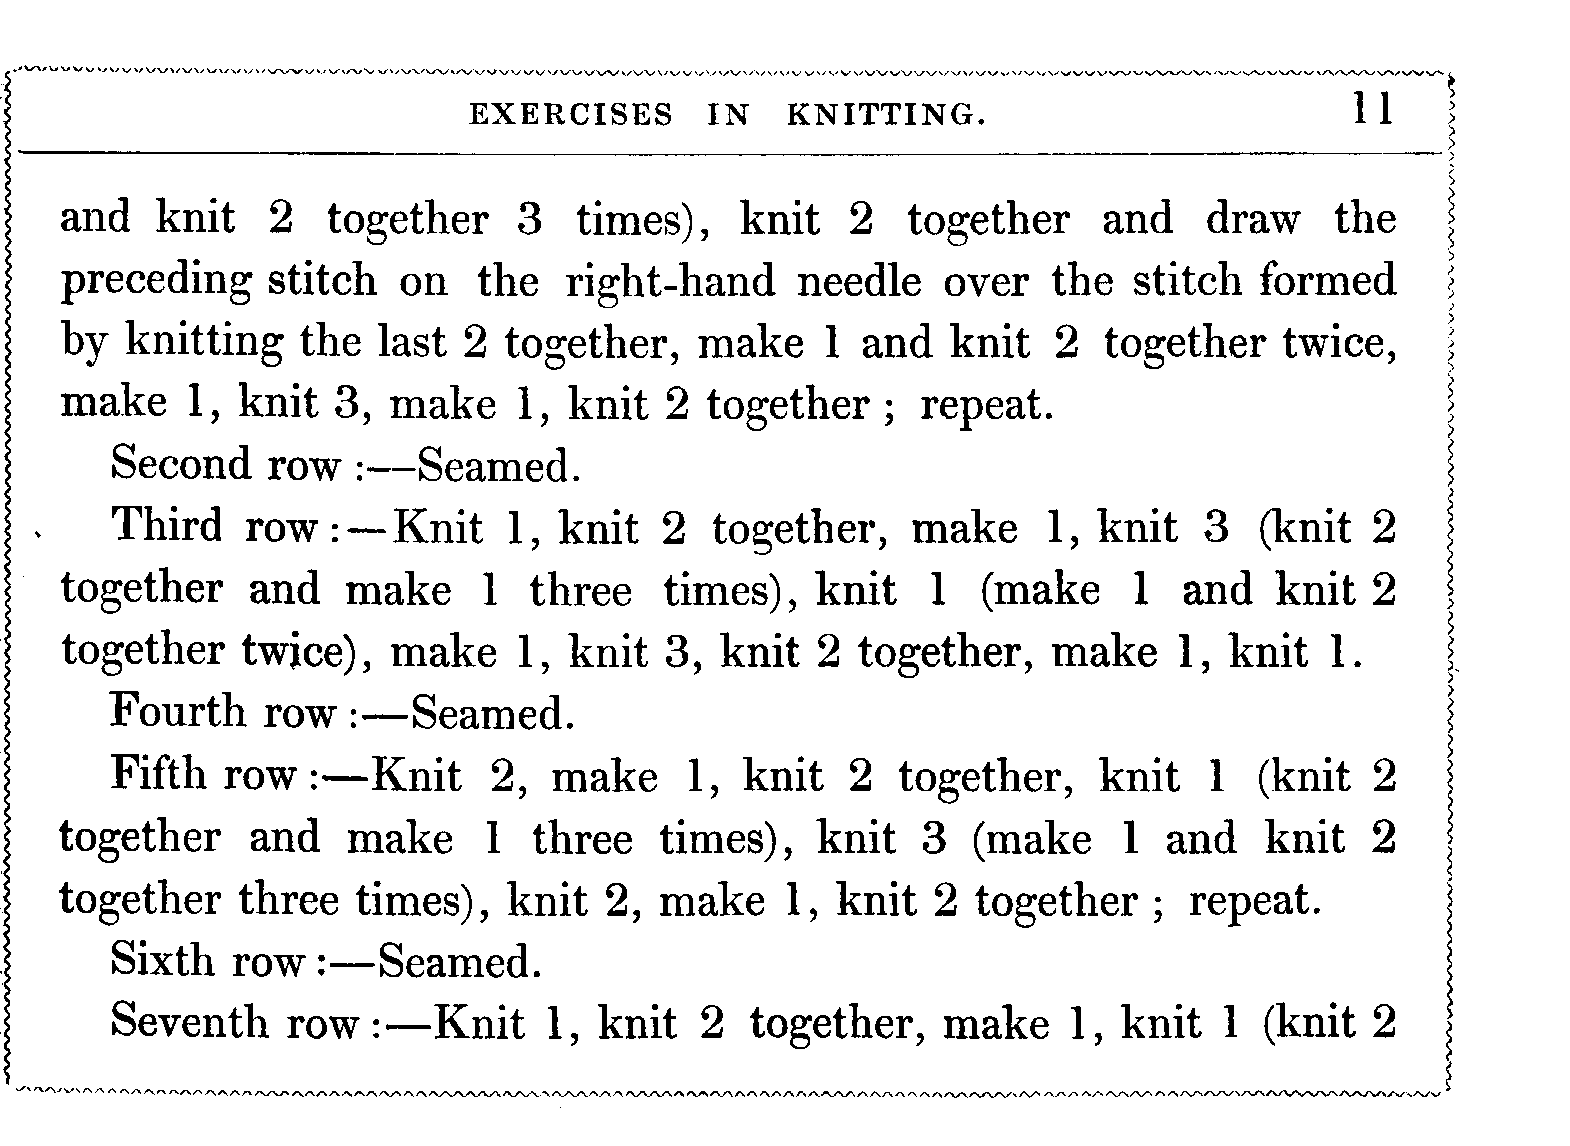 EXERCISES IN KNITTING. 11
and knit 2 together 3 times), knit 2 together and draw the
preceding stitch on the right-hand needle over the stitch formed
by knitting the last 2 together, make 1 and knit 2 together twice,
make 1, knit 3, make 1, knit 2 together ; repeat.
Second row :—Seamed.
Third row :—Knit 1, knit 2 together, make 1, knit 3 (knit 2
together and make 1 three times), knit 1 (make 1 and knit 2
together twice), make 1, knit 3, knit 2 together, make 1, knit 1.
Fourth row :—Seamed.
Fifth row :—Knit 2, make 1, knit 2 together, knit 1 (knit 2
together and make 1 three times), knit 3 (make 1 and knit 2
together three times), knit 2, make 1, knit 2 together ; repeat.
Sixth row :—Seamed.
Seventh row :—Knit 1, knit 2 together, make 1, knit 1 (knit 2